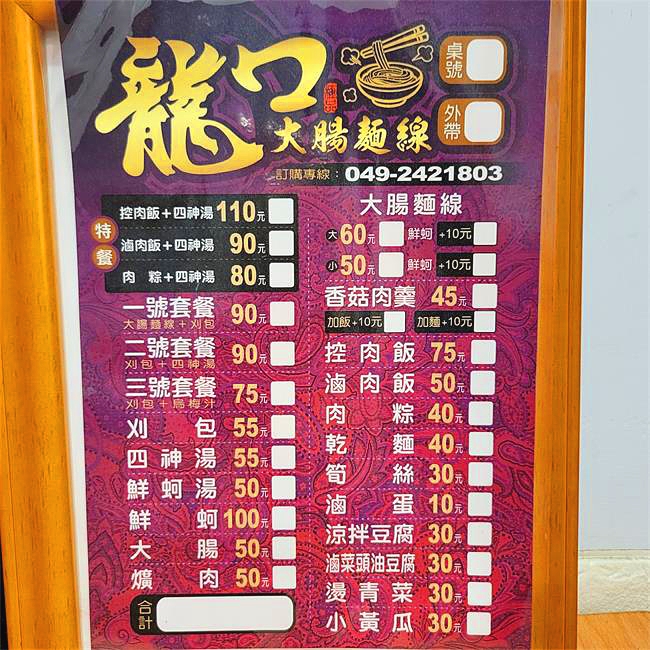 龍口
大腸麵線
桌號
外帶
訂購專線：049-2421803
特餐
控肉飯+四神湯 110元
滷肉飯+四神湯 90元
肉 粽+四神湯 80元
一號套餐 90元
大腸麵線+刈包
二號套餐 90元
刈包+四神湯
三號套餐 75元
刈包+烏梅汁
刈包 55元
四神湯 55元
鮮蚵湯 50元
鮮蚵 100元
大腸 50元
爌肉 50元
合計
大腸麵線
大 60元 鮮蚵 +10元
小 50元 鮮蚵 +10元
香菇肉羹 45元
加飯+10元 加麵+10元
控肉飯 75元
滷肉飯 50元
肉粽 40元
乾麵 40元
筍絲 30元
滷蛋 10元
涼拌豆腐 30元
滷菜頭油豆腐 30元
燙青菜 30元
小黃瓜 30元